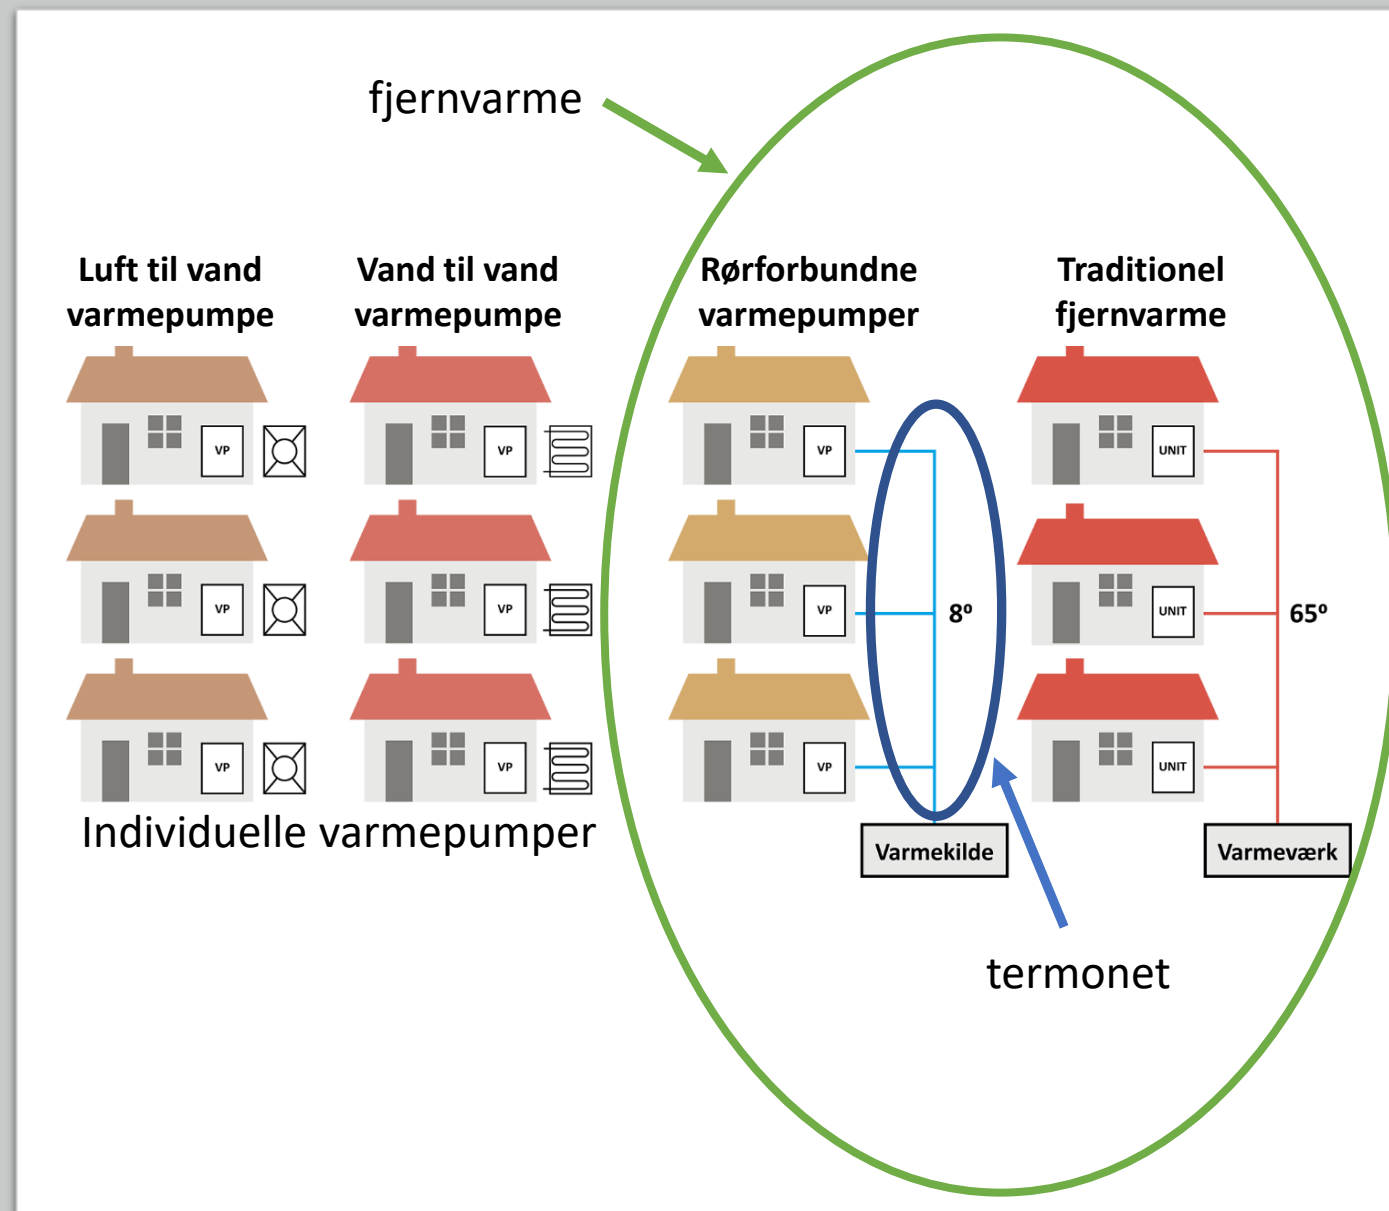 fjernvarme
Luft til vand
varmepumpe
Vand til vand
varmepumpe
Rørforbundne
varmepumper
Traditionel
fjernvarme
VP
VP
VP
UNIT
VP
VP
VP
8º
UNIT
65º
VP
VP
VP
UNIT
Individuelle varmepumper
Varmekilde
Varmeværk
termonet